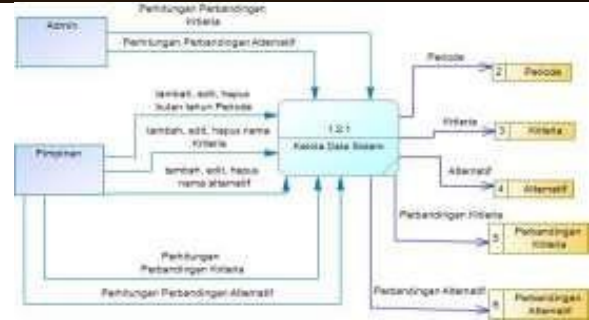 Perhitungan Perbandingan
Kriteria
Admin
Perhitungan Perbandingan Alternatif
Periode
2 Periode
tambah, edit, hapus
bulan tahun Periode
1.2.1
Kelola Data Sistem
Kriteria
3 Kriteria
tambah, edit, hapus nama
Kriteria
Pimpinan
tambah, edit, hapus
nama alternatif
Alternatif
4 Alternatif
Perbandingan Kriteria
5 Perbandingan
Kriteria
Perhitungan
Perbandingan Kriteria
Perhitungan Perbandingan Alternatif
Perbandingan Alternatif
6 Perbandingan
Alternatif